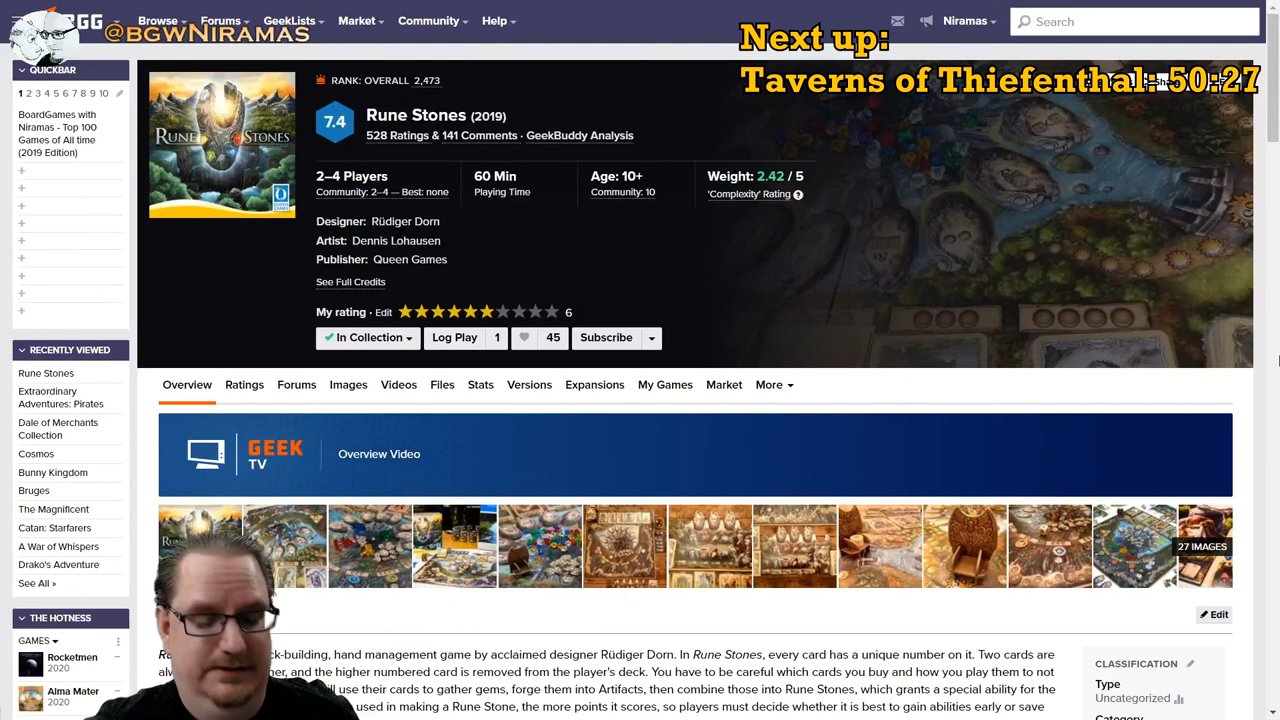 BGG
@BGWNiramas
Browse Forums GeekLists Market Community Help
Niramas
Search
Next up:
Taverns of Thiefenthal: 50:27
QUICKBAR
1 2 3 4 5 6 7 8 9 10
BoardGames with
Niramas - Top 100
Games of All time
(2019 Edition)
RECENTLY VIEWED
Rune Stones
Extraordinary
Adventures: Pirates
Dale of Merchants
Collection
Cosmos
Bunny Kingdom
Bruges
The Magnificent
Catan: Starfarers
A War of Whispers
Drako's Adventure
See All »
THE HOTNESS
GAMES
Rocketmen
2020
Alma Mater
2020
RUNE STONES
QUEEN GAMES
RANK: OVERALL 2,473
7.4
Rune Stones (2019)
528 Ratings & 141 Comments · GeekBuddy Analysis
2–4 Players
Community: 2–4 — Best: none
60 Min
Playing Time
Age: 10+
Community: 10
Weight: 2.42 / 5
'Complexity' Rating ?
Designer: Rüdiger Dorn
Artist: Dennis Lohausen
Publisher: Queen Games
See Full Credits
My rating · Edit
6
In Collection
Log Play 1
45
Subscribe
Overview Ratings Forums Images Videos Files Stats Versions Expansions My Games Market More
GEEK
TV
Overview Video
27 IMAGES
Edit
ck-building, hand management game by acclaimed designer Rüdiger Dorn. In Rune Stones, every card has a unique number on it. Two cards are
her, and the higher numbered card is removed from the player's deck. You have to be careful which cards you buy and how you play them to not
ll use their cards to gather gems, forge them into Artifacts, then combine those into Rune Stones, which grants a special ability for the
used in making a Rune Stone, the more points it scores, so players must decide whether it is best to gain abilities early or save
CLASSIFICATION
Type
Uncategorized
Category